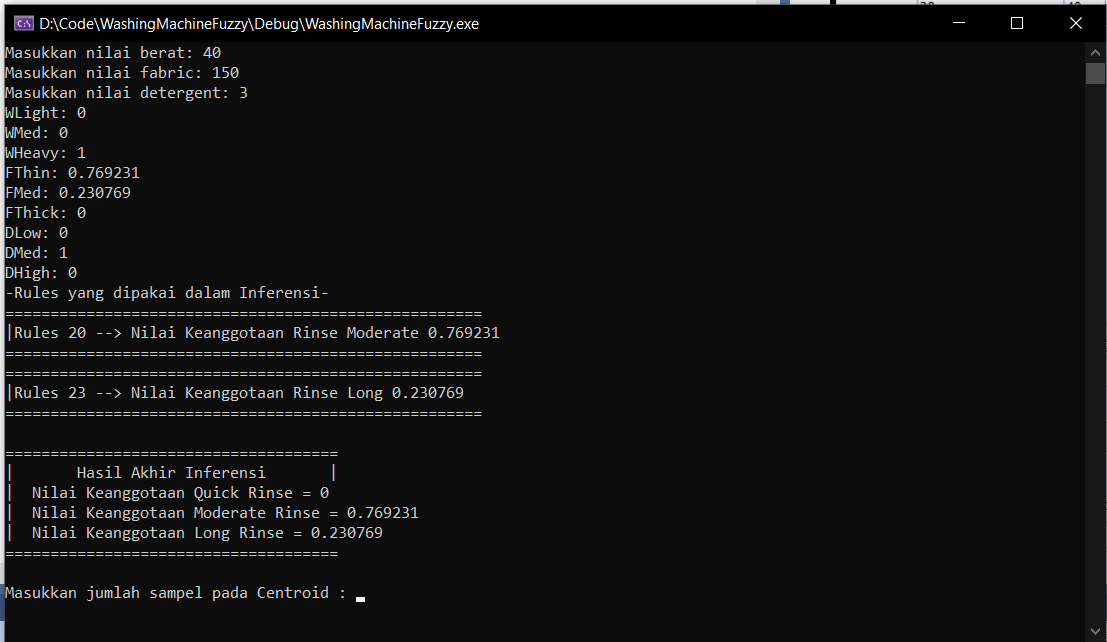 D:\Code\WashingMachineFuzzy\Debug\WashingMachineFuzzy.exe
Masukkan nilai berat: 40
Masukkan nilai fabric: 150
Masukkan nilai detergent: 3
WLight: 0
WMed: 0
WHeavy: 1
FThin: 0.769231
FMed: 0.230769
FThick: 0
DLow: 0
DMed: 1
DHigh: 0
-Rules yang dipakai dalam Inferensi-
=====================================================
|Rules 20 --> Nilai Keanggotaan Rinse Moderate 0.769231
=====================================================
=====================================================
|Rules 23 --> Nilai Keanggotaan Rinse Long 0.230769
=====================================================
=====================================
|       Hasil Akhir Inferensi       |
|  Nilai Keanggotaan Quick Rinse = 0
|  Nilai Keanggotaan Moderate Rinse = 0.769231
|  Nilai Keanggotaan Long Rinse = 0.230769
=====================================
Masukkan jumlah sampel pada Centroid :